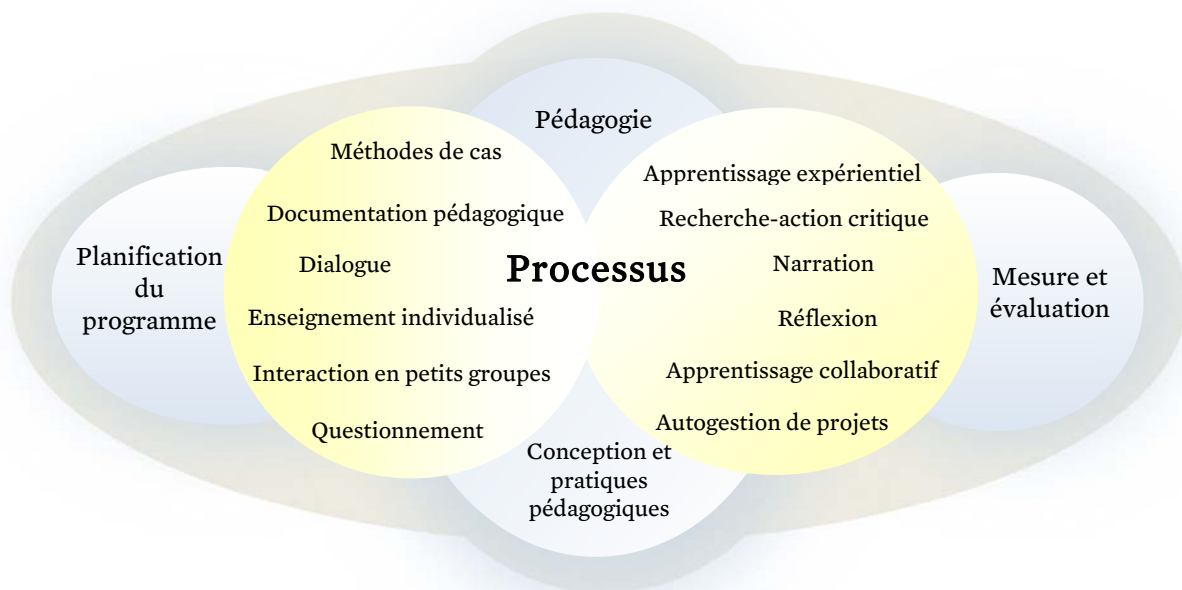 Pédagogie
Méthodes de cas
Documentation pédagogique
Dialogue
Enseignement individualisé
Interaction en petits groupes
Questionnement
Processus
Apprentissage expérientiel
Recherche-action critique
Narration
Réflexion
Apprentissage collaboratif
Autogestion de projets
Planification
du
programme
Mesure et
évaluation
Conception et
pratiques
pédagogiques